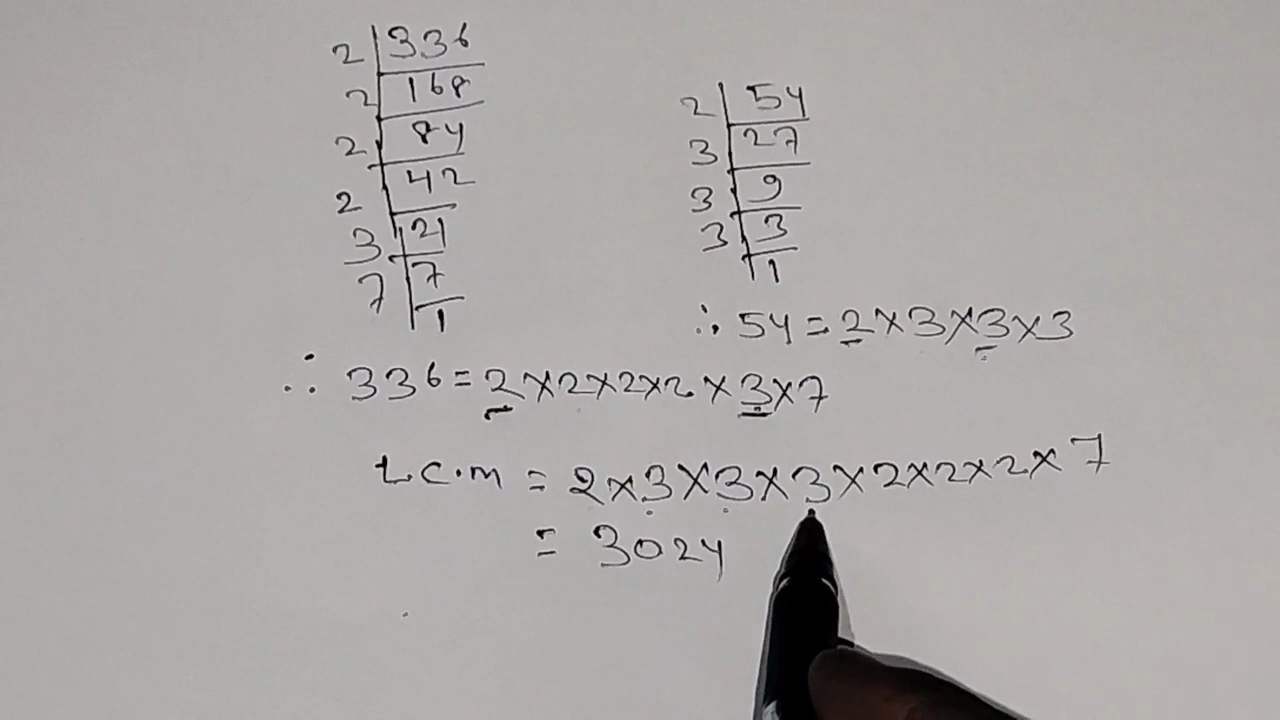 2 | 336
2 | 168
2 | 84
2 | 42
3 | 21
7 | 7
1
2 | 54
3 | 27
3 | 9
3 | 3
1
∴ 54 = 2×3×3×3
∴ 336 = 2×2×2×2×3×7
L.C.M = 2×3×3×3×2×2×2×7
= 3024